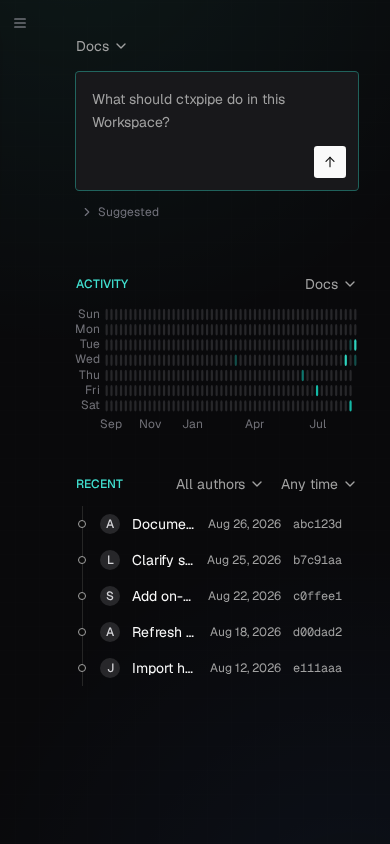 Docs
What should ctxpipe do in this
Workspace?
Suggested
ACTIVITY
Docs
Sun
Mon
Tue
Wed
Thu
Fri
Sat
Sep Nov Jan Apr Jul
RECENT All authors Any time
A Docume... Aug 26, 2026 abc123d
L Clarify s... Aug 25, 2026 b7c91aa
S Add on-... Aug 22, 2026 c0ffee1
A Refresh ... Aug 18, 2026 d00dad2
J Import h... Aug 12, 2026 e111aaa